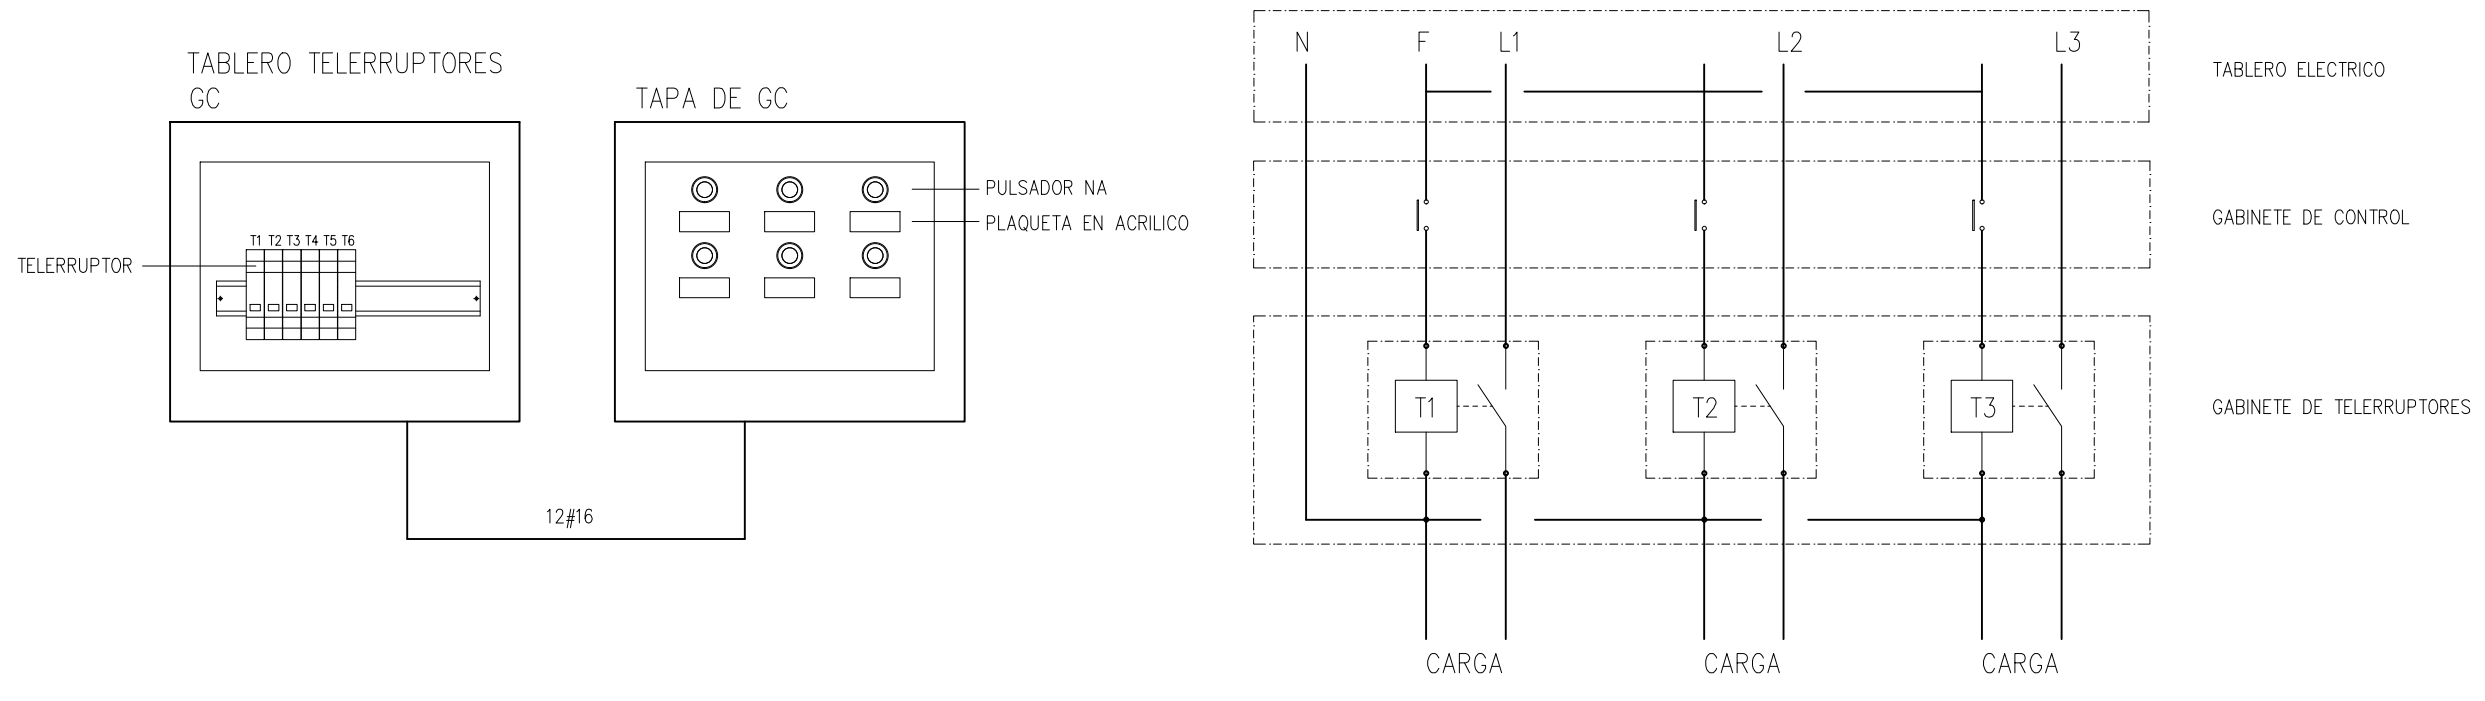 TABLERO TELERRUPTORES
GC
TAPA DE GC
PULSADOR NA
PLAQUETA EN ACRILICO
T1 T2 T3 T4 T5 T6
TELERRUPTOR
12#16
N F L1 L2 L3
TABLERO ELECTRICO
GABINETE DE CONTROL
T1 T2 T3
GABINETE DE TELERRUPTORES
CARGA CARGA CARGA